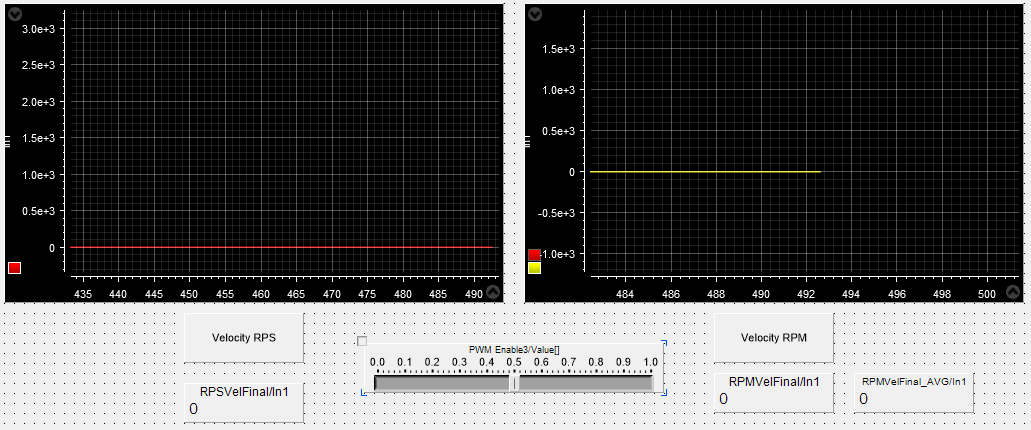 3.0e+3
2.5e+3
2.0e+3
1.5e+3
1.0e+3
0.5e+3
0
435 440 445 450 455 460 465 470 475 480 485 490
1.5e+3
1.0e+3
0.5e+3
0
-0.5e+3
-1.0e+3
484 486 488 490 492 494 496 498 500
Velocity RPS
RPSVelFinal/In1
0
PWM Enable3/Value[]
0.0 0.1 0.2 0.3 0.4 0.5 0.6 0.7 0.8 0.9 1.0
Velocity RPM
RPMVelFinal/In1
0
RPMVelFinal_AVG/In1
0